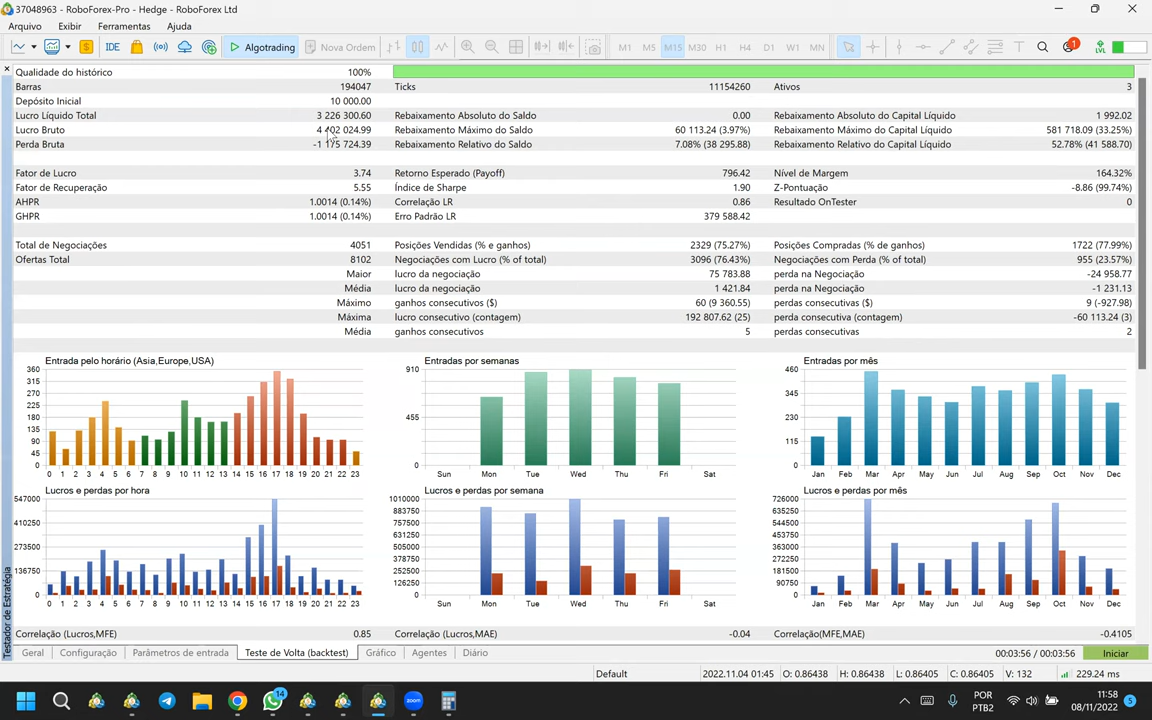 37048963 - RoboForex-Pro - Hedge - RoboForex Ltd
Arquivo Exibir Ferramentas Ajuda
IDE Algotrading Nova Ordem M1 M5 M15 M30 H1 H4 D1 W1 MN 1 LVL
Qualidade do histórico 100%
Barras 194047 Ticks 11154260 Ativos 3
Depósito Inicial 10 000.00
Lucro Líquido Total 3 226 300.60 Rebaixamento Absoluto do Saldo 0.00 Rebaixamento Absoluto do Capital Líquido 1 992.02
Lucro Bruto 4 402 024.99 Rebaixamento Máximo do Saldo 60 113.24 (3.97%) Rebaixamento Máximo do Capital Líquido 581 718.09 (33.25%)
Perda Bruta -1 175 724.39 Rebaixamento Relativo do Saldo 7.08% (38 295.88) Rebaixamento Relativo do Capital Líquido 52.78% (41 588.70)
Fator de Lucro 3.74 Retorno Esperado (Payoff) 796.42 Nível de Margem 164.32%
Fator de Recuperação 5.55 Índice de Sharpe 1.90 Z-Pontuação -8.86 (99.74%)
AHPR 1.0014 (0.14%) Correlação LR 0.86 Resultado OnTester 0
GHPR 1.0014 (0.14%) Erro Padrão LR 379 588.42
Total de Negociações 4051 Posições Vendidas (% e ganhos) 2329 (75.27%) Posições Compradas (% de ganhos) 1722 (77.99%)
Ofertas Total 8102 Negociações com Lucro (% of total) 3096 (76.43%) Negociações com Perda (% of total) 955 (23.57%)
Maior lucro da negociação 75 783.88 perda na Negociação -24 958.77
Média lucro da negociação 1 421.84 perda na Negociação -1 231.13
Máximo ganhos consecutivos ($) 60 (9 360.55) perdas consecutivas ($) 9 (-927.98)
Máxima lucro consecutivo (contagem) 192 807.62 (25) perda consecutiva (contagem) -60 113.24 (3)
Média ganhos consecutivos 5 perdas consecutivas 2
Entrada pelo horário (Asia,Europe,USA) Entradas por semanas Entradas por mês
360 910 460
315
270 345
225
180 455 230
135
90 115
45
0 0 0
0 1 2 3 4 5 6 7 8 9 10 11 12 13 14 15 16 17 18 19 20 21 22 23 Sun Mon Tue Wed Thu Fri Sat Jan Feb Mar Apr May Jun Jul Aug Sep Oct Nov Dec
Lucros e perdas por hora Lucros e perdas por semana Lucros e perdas por mês
547000 1010000 726000
883750 635250
410250 757500 544500
631250 453750
273500 505000 363000
378750 272250
136750 252500 181500
126250 90750
0 0 0
0 1 2 3 4 5 6 7 8 9 10 11 12 13 14 15 16 17 18 19 20 21 22 23 Sun Mon Tue Wed Thu Fri Sat Jan Feb Mar Apr May Jun Jul Aug Sep Oct Nov Dec
Correlação (Lucros,MFE) 0.85 Correlação (Lucros,MAE) -0.04 Correlação(MFE,MAE) -0.4105
Testador de Estratégia
Geral Configuração Parâmetros de entrada Teste de Volta (backtest) Gráfico Agentes Diário 00:03:56 / 00:03:56 Iniciar
Default 2022.11.04 01:45 O: 0.86438 H: 0.86438 L: 0.86405 C: 0.86405 V: 132 229.24 ms
14 zoom POR 11:58
PTB2 08/11/2022 5